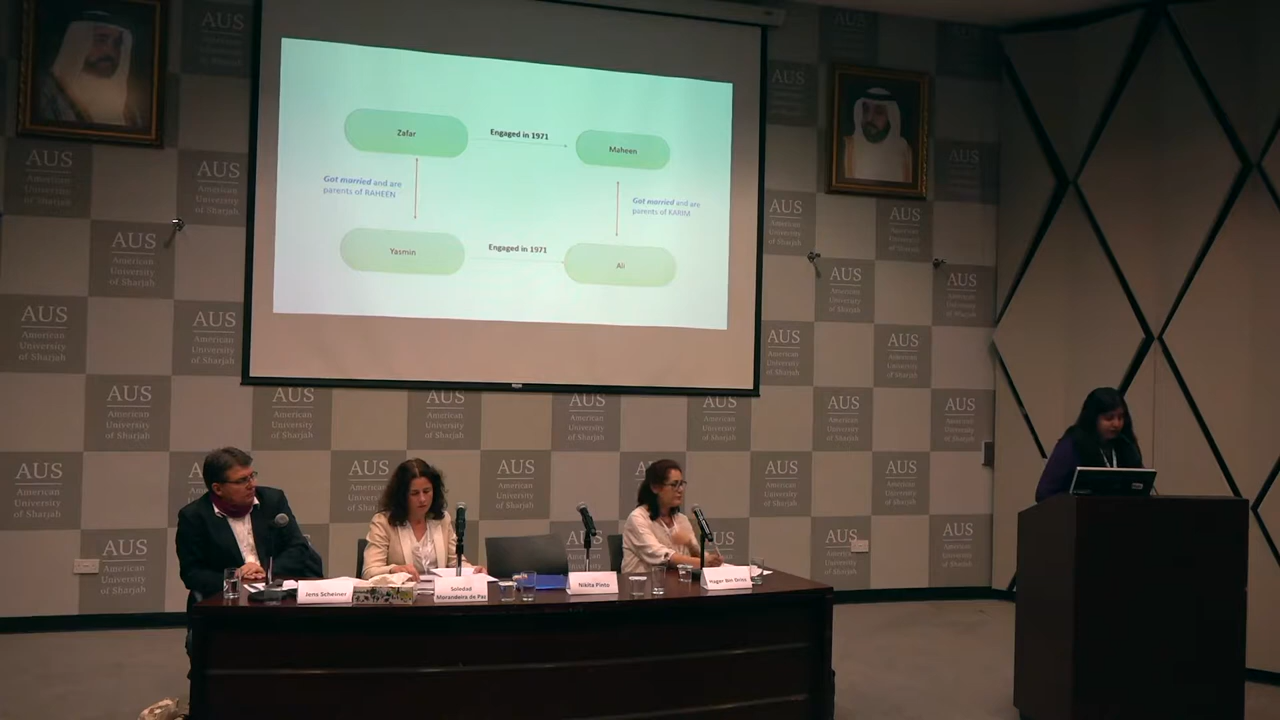 Zafar
Engaged in 1971
Maheen
Got married and are
parents of RAHEEN
Got married and are
parents of KARIM
Yasmin
Engaged in 1971
Ali
AUS
American
University
of Sharjah
Jens Scheiner
Soledad
Morandeira de Paz
Nikita Pinto
Hager Ben Driss